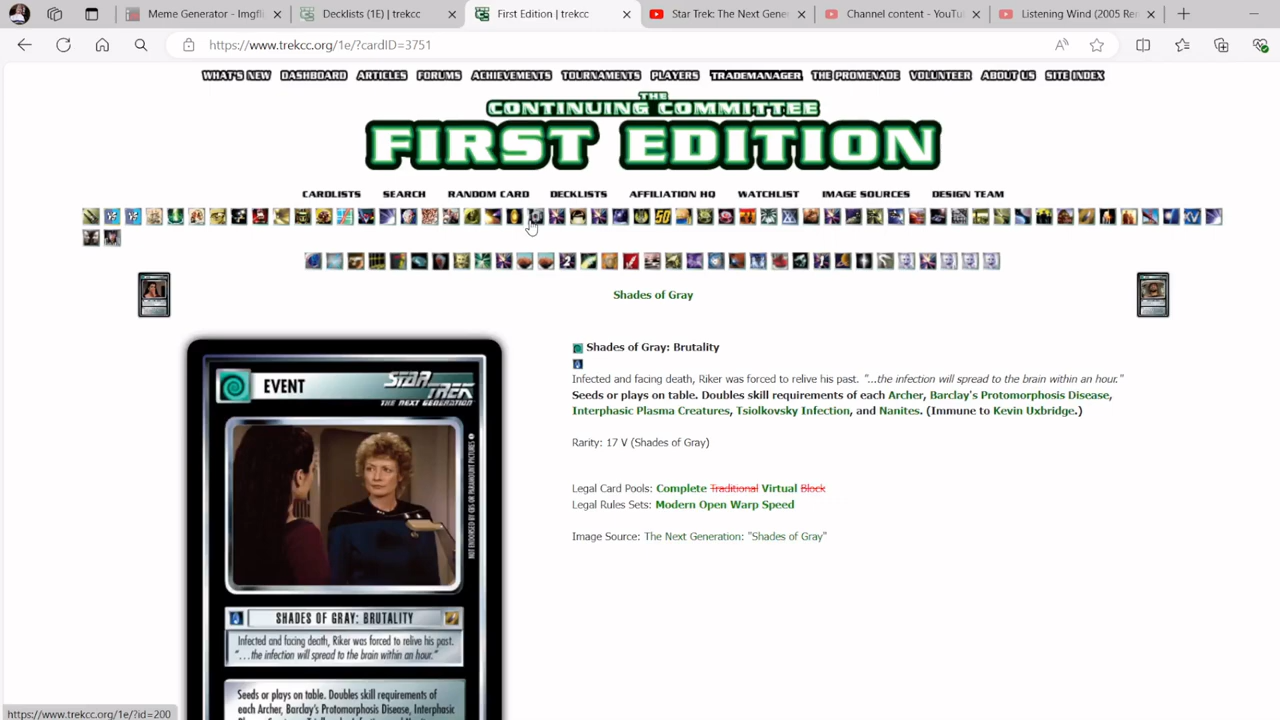 Meme Generator - Imgfli
Decklists (1E) | trekcc
First Edition | trekcc
Star Trek: The Next Gene
Channel content - YouTu
Listening Wind (2005 Re
https://www.trekcc.org/1e/?cardID=3751
WHAT'S NEW DASHBOARD ARTICLES FORUMS ACHIEVEMENTS TOURNAMENTS PLAYERS TRADEMANAGER THE PROMENADE VOLUNTEER ABOUT US SITE INDEX
THE
CONTINUING COMMITTEE
FIRST EDITION
CARDLISTS SEARCH RANDOM CARD DECKLISTS AFFILIATION HQ WATCHLIST IMAGE SOURCES DESIGN TEAM
Shades of Gray
EVENT
STAR TREK
THE NEXT GENERATION
NOT ENDORSED BY CBS OR PARAMOUNT PICTURES
SHADES OF GRAY: BRUTALITY
Infected and facing death, Riker was forced to relive his past.
"...the infection will spread to the brain within an hour."
Seeds or plays on table. Doubles skill requirements of
each Archer, Barclay's Protomorphosis Disease, Interphasic
Shades of Gray: Brutality
Infected and facing death, Riker was forced to relive his past. "...the infection will spread to the brain within an hour."
Seeds or plays on table. Doubles skill requirements of each Archer, Barclay's Protomorphosis Disease,
Interphasic Plasma Creatures, Tsiolkovsky Infection, and Nanites. (Immune to Kevin Uxbridge.)
Rarity: 17 V (Shades of Gray)
Legal Card Pools: Complete Traditional Virtual Block
Legal Rules Sets: Modern Open Warp Speed
Image Source: The Next Generation: "Shades of Gray"
https://www.trekcc.org/1e/?id=200